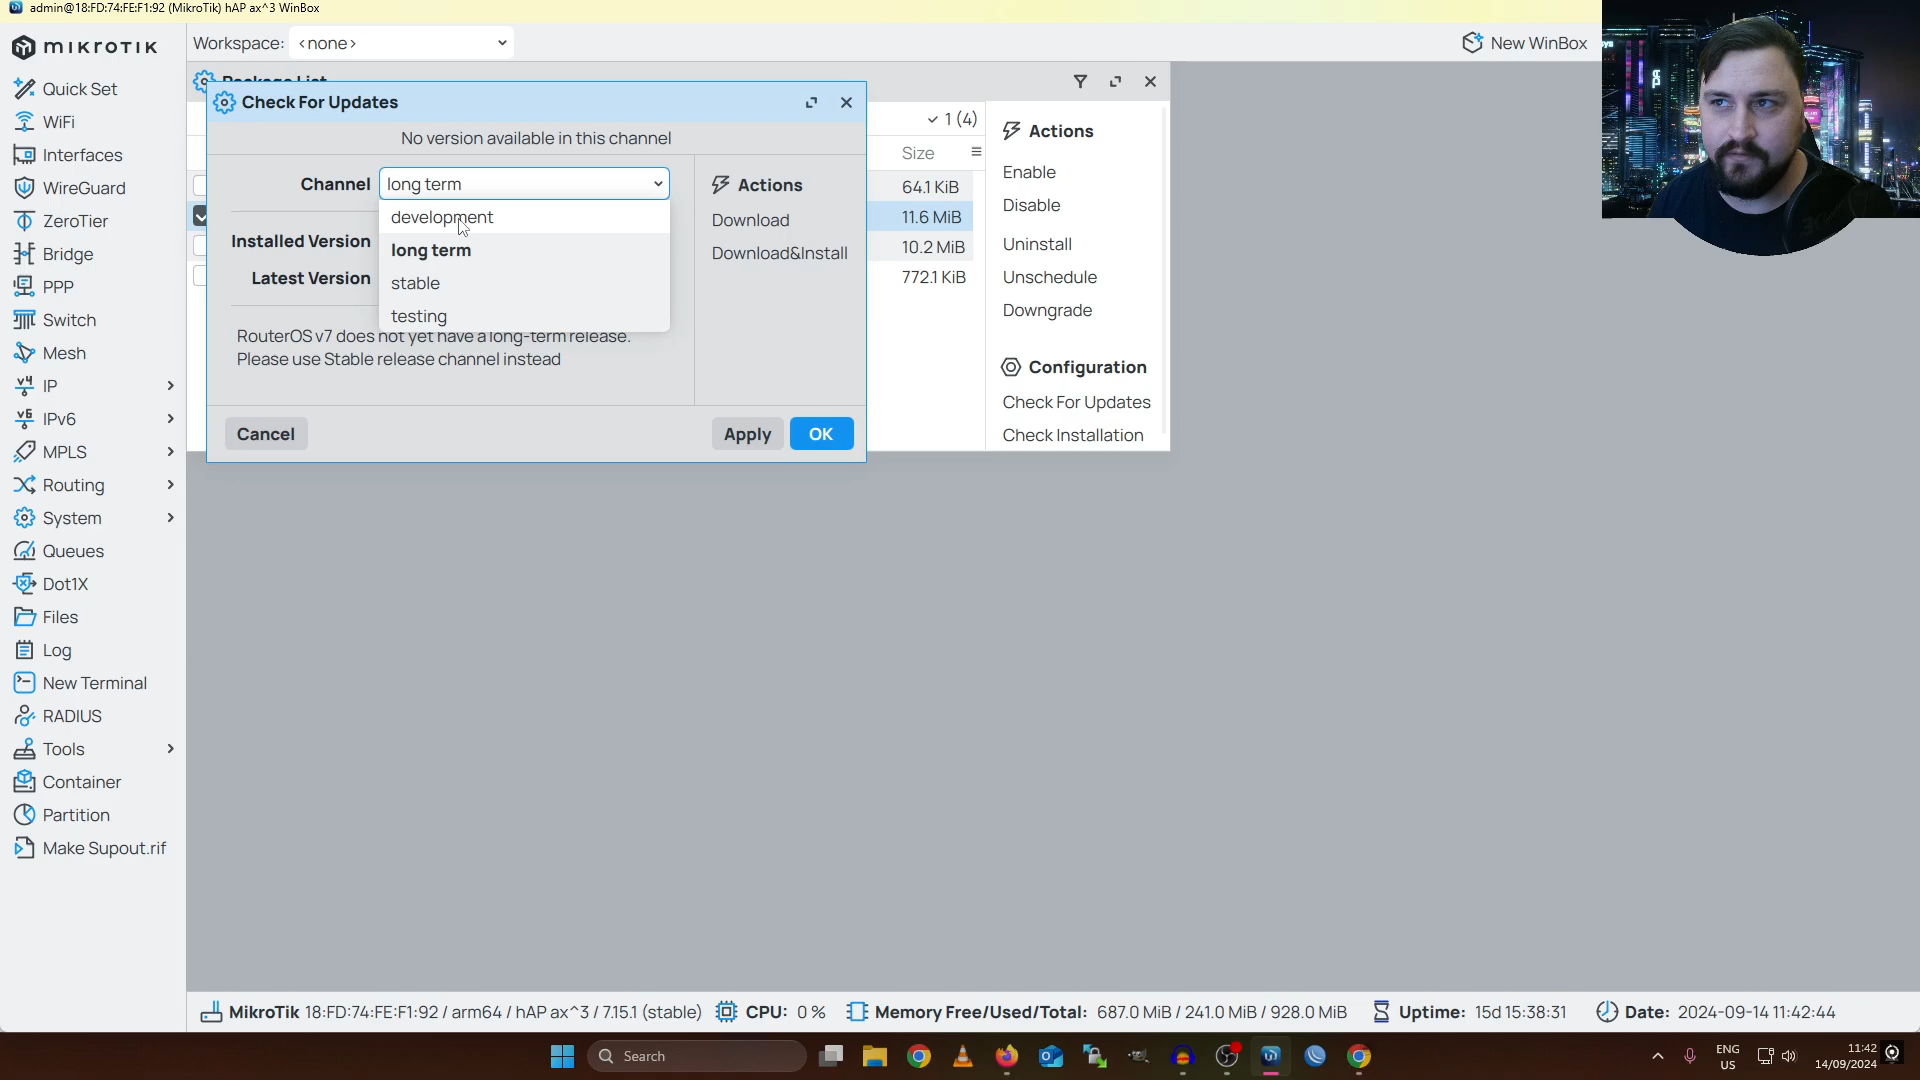 admin@18:FD:74:FE:F1:92 (MikroTik) hAP ax^3 WinBox
MIKROTIK
Workspace: <none>
New WinBox
Quick Set
WiFi
Interfaces
WireGuard
ZeroTier
Bridge
PPP
Switch
Mesh
IP
IPv6
MPLS
Routing
System
Queues
Dot1X
Files
Log
New Terminal
RADIUS
Tools
Container
Partition
Make Supout.rif
Package List
Check For Updates
No version available in this channel
Channel long term
development
long term
stable
testing
Installed Version
Latest Version
RouterOS v7 does not yet have a long-term release.
Please use Stable release channel instead
Actions
Download
Download&Install
Cancel
Apply
OK
1 (4)
Size
64.1 KiB
11.6 MiB
10.2 MiB
772.1 KiB
Actions
Enable
Disable
Uninstall
Unschedule
Downgrade
Configuration
Check For Updates
Check Installation
MikroTik 18:FD:74:FE:F1:92 / arm64 / hAP ax^3 / 7.15.1 (stable) CPU: 0 % Memory Free/Used/Total: 687.0 MiB / 241.0 MiB / 928.0 MiB Uptime: 15d 15:38:31 Date: 2024-09-14 11:42:44
Search
ENG
US
11:42
14/09/2024